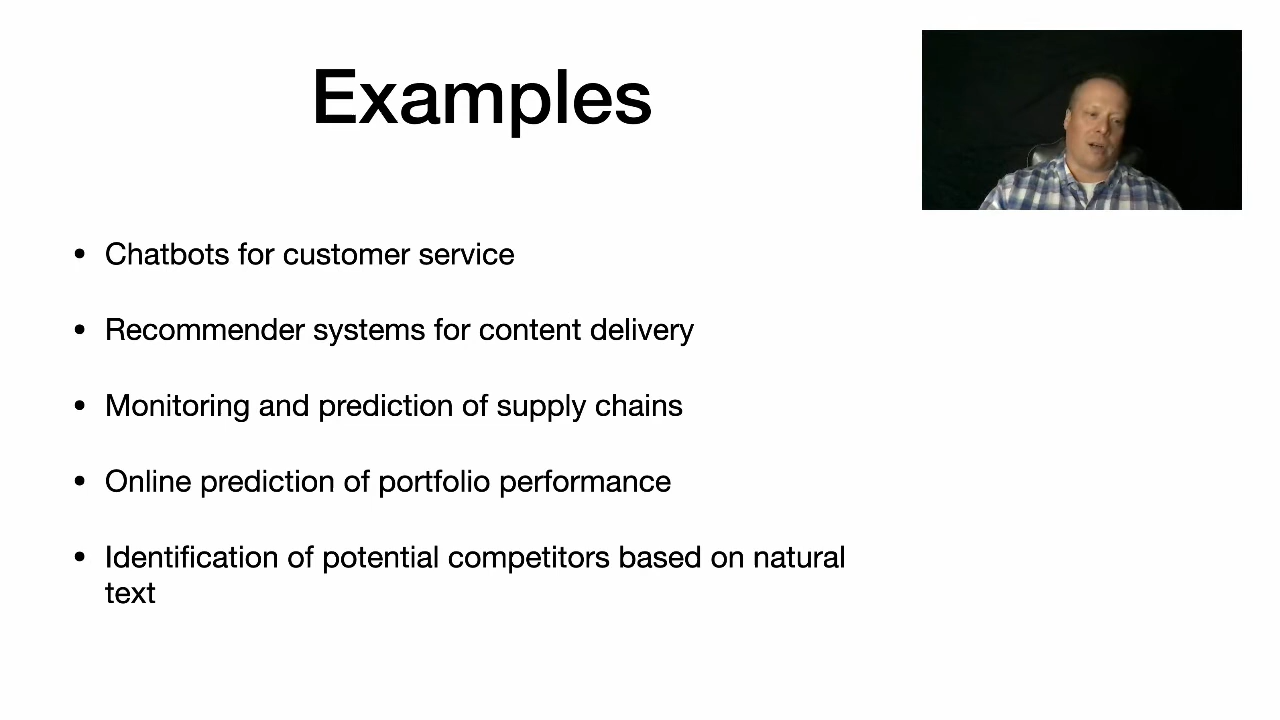 Examples
• Chatbots for customer service
• Recommender systems for content delivery
• Monitoring and prediction of supply chains
• Online prediction of portfolio performance
• Identification of potential competitors based on natural
text